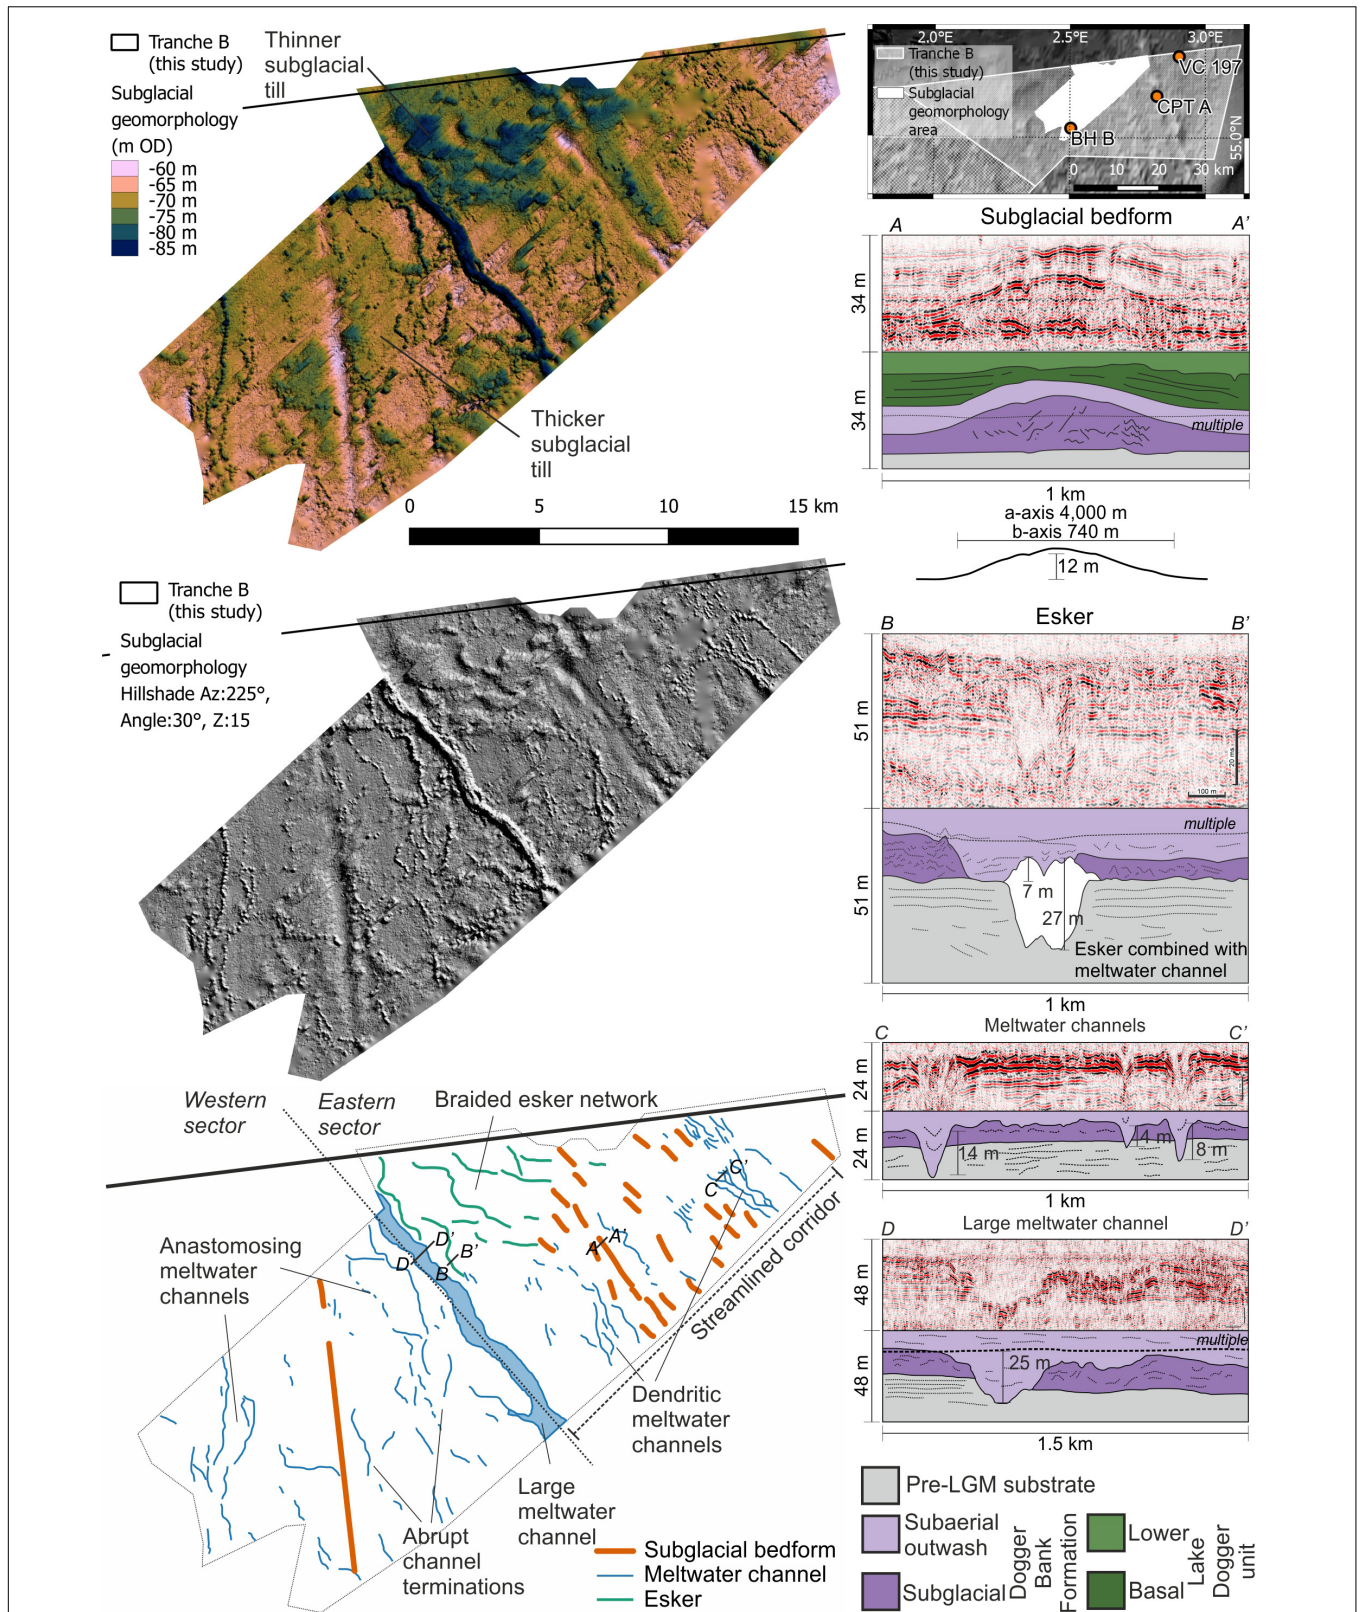 Tranche B
(this study)
Subglacial
geomorphology
(m OD)
-60 m
-65 m
-70 m
-75 m
-80 m
-85 m
Thinner
subglacial
till
Thicker
subglacial
till
0 5 10 15 km
2.0°E 2.5°E 3.0°E
Tranche B
(this study)
Subglacial
geomorphology
area
VC 197
CPT A
BH B
55.0°N
0 10 20 30 km
Subglacial bedform
A A'
34 m
34 m
multiple
1 km
a-axis 4,000 m
b-axis 740 m
12 m
Tranche B
(this study)
Subglacial
geomorphology
Hillshade Az:225°,
Angle:30°, Z:15
Esker
B B'
51 m
20 ms
100 m
51 m
multiple
7 m
27 m
Esker combined with
meltwater channel
1 km
Meltwater channels
C C'
24 m
24 m
14 m
4 m
8 m
1 km
Large meltwater channel
D D'
48 m
48 m
multiple
25 m
1.5 km
Western
sector
Eastern
sector
Braided esker network
Anastomosing
meltwater
channels
D D'
B B'
A A'
C C'
Streamlined corridor
Dendritic
meltwater
channels
Large
meltwater
channel
Abrupt
channel
terminations
Subglacial bedform
Meltwater channel
Esker
Pre-LGM substrate
Subaerial
outwash
Subglacial
Dogger
Bank
Formation
Lower
Basal
Lake
Dogger
unit